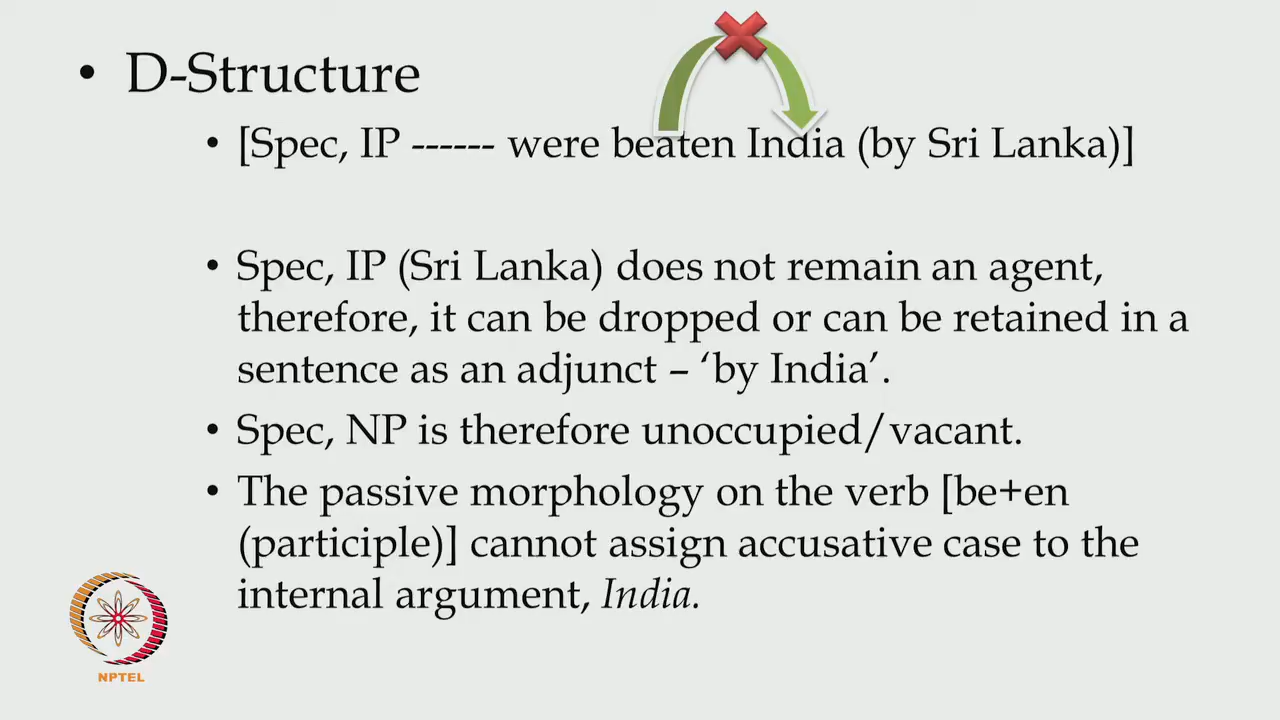 • D-Structure
• [Spec, IP ------ were beaten India (by Sri Lanka)]
• Spec, IP (Sri Lanka) does not remain an agent,
therefore, it can be dropped or can be retained in a
sentence as an adjunct – ‘by India’.
• Spec, NP is therefore unoccupied/vacant.
• The passive morphology on the verb [be+en
(participle)] cannot assign accusative case to the
internal argument, India.
NPTEL